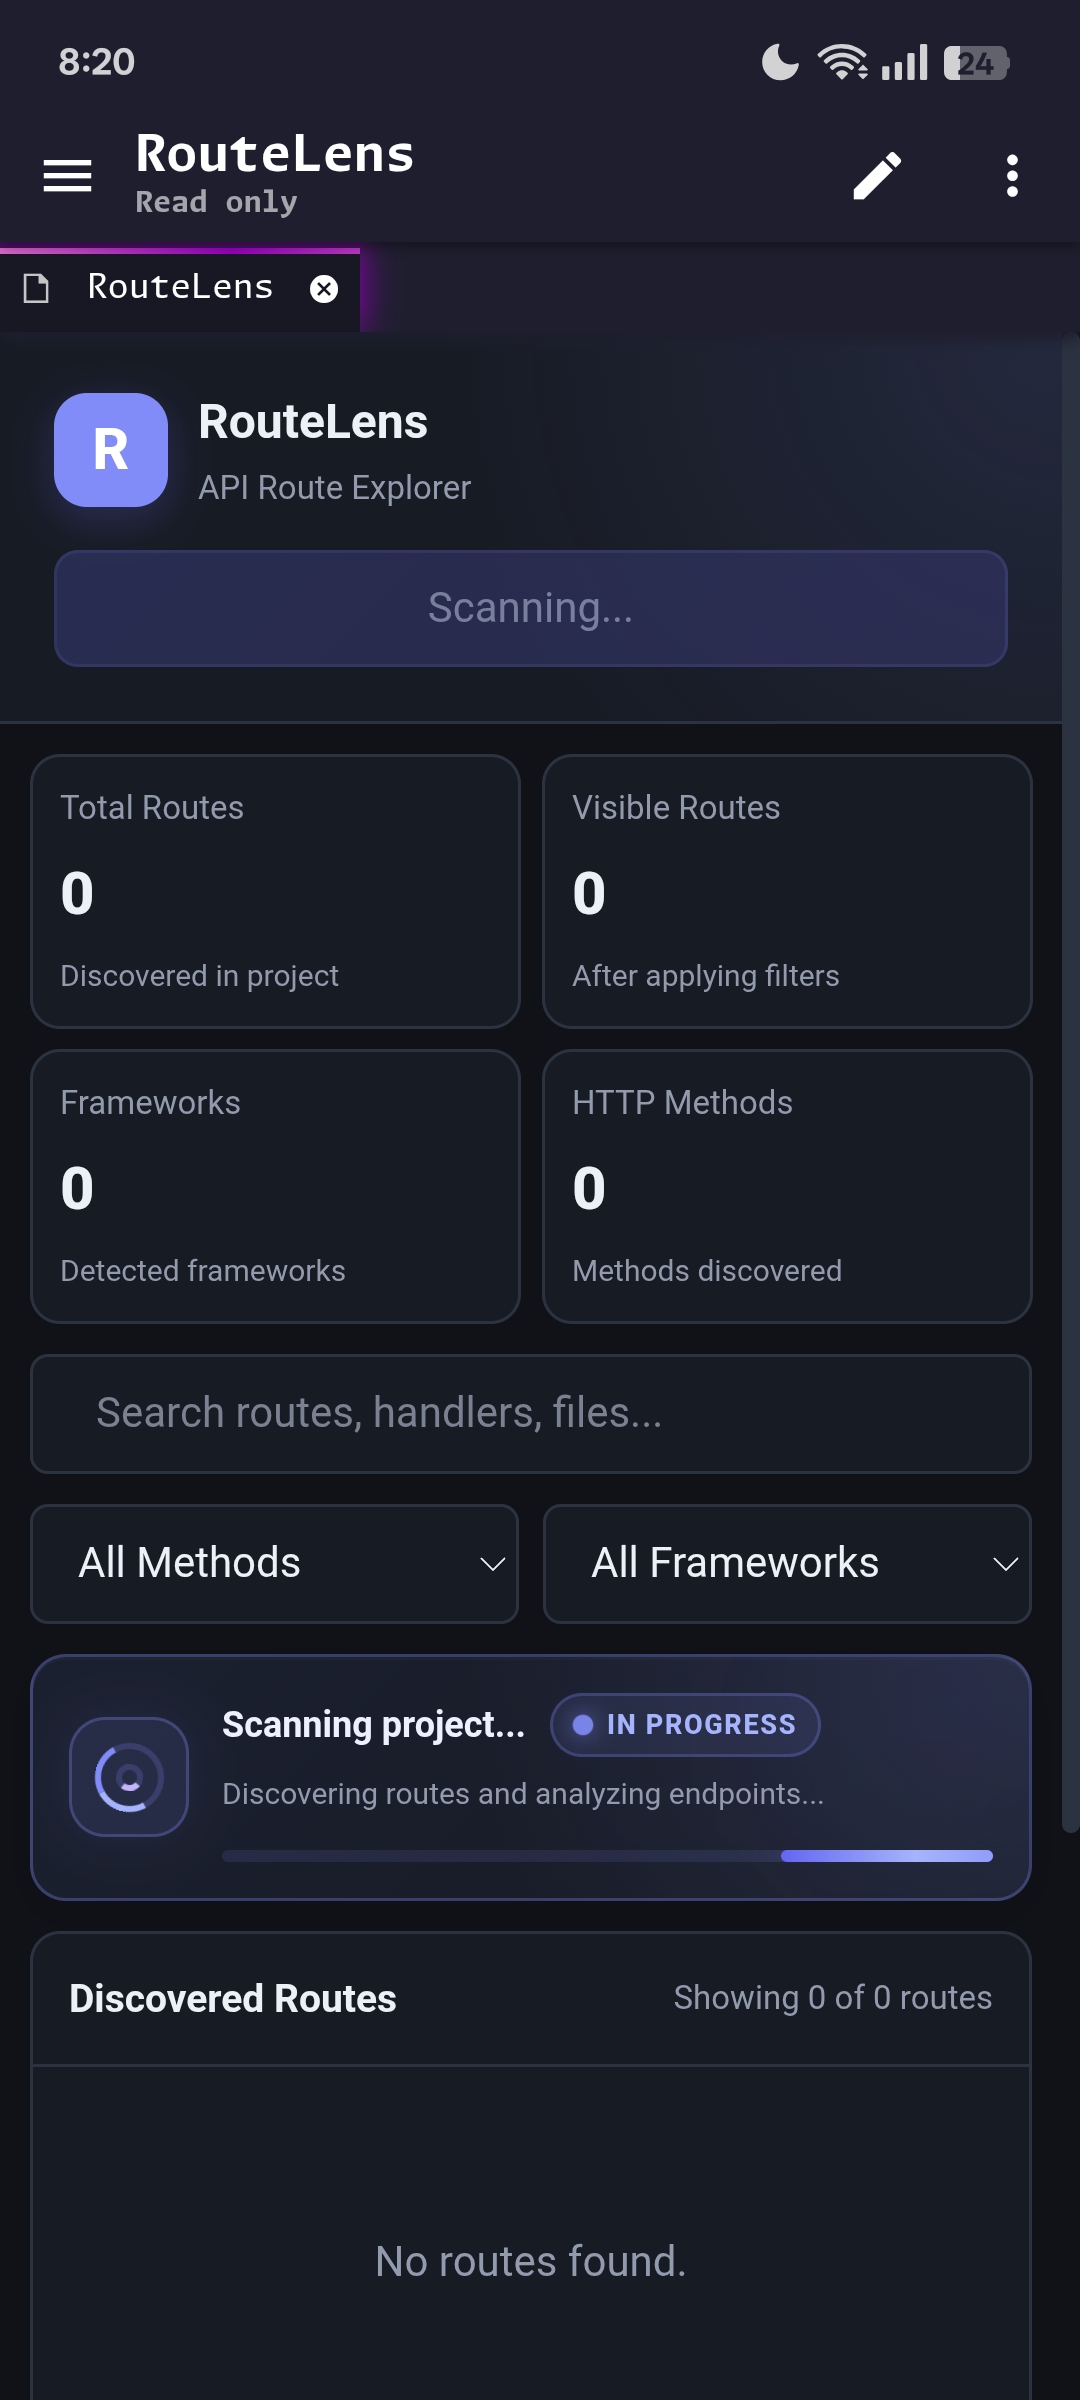 8:20
24
RouteLens
Read only
RouteLens
R
RouteLens
API Route Explorer
Scanning...
Total Routes
0
Discovered in project
Visible Routes
0
After applying filters
Frameworks
0
Detected frameworks
HTTP Methods
0
Methods discovered
Search routes, handlers, files...
All Methods
All Frameworks
Scanning project...
IN PROGRESS
Discovering routes and analyzing endpoints...
Discovered Routes
Showing 0 of 0 routes
No routes found.